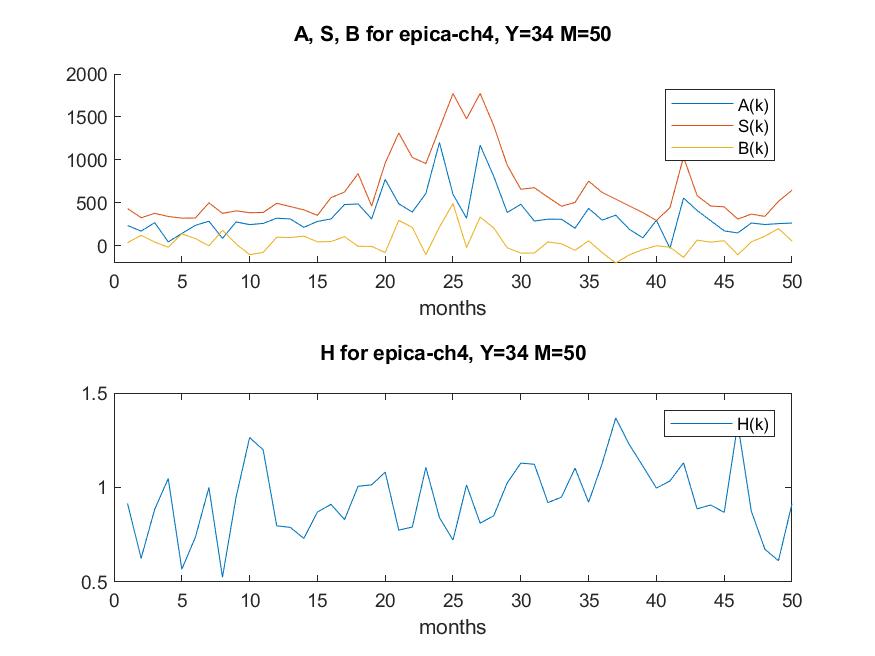 A, S, B for epica-ch4, Y=34 M=50
2000
1500
1000
500
0
A(k)
S(k)
B(k)
0 5 10 15 20 25 30 35 40 45 50
months
H for epica-ch4, Y=34 M=50
1.5
1
0.5
H(k)
0 5 10 15 20 25 30 35 40 45 50
months